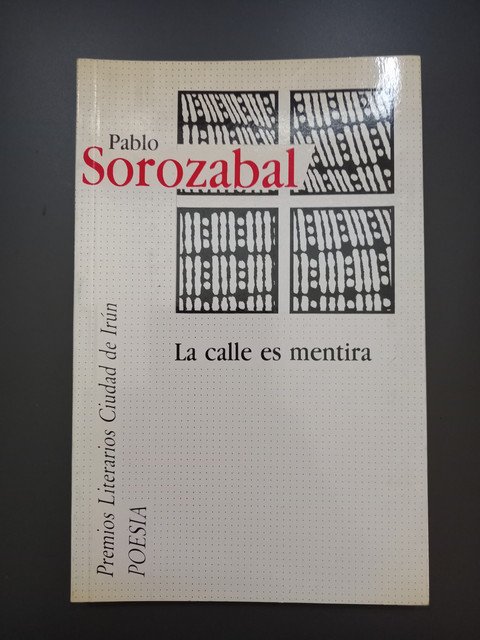 Pablo
Sorozabal
La calle es mentira
Premios Literarios Ciudad de Irún
POESIA